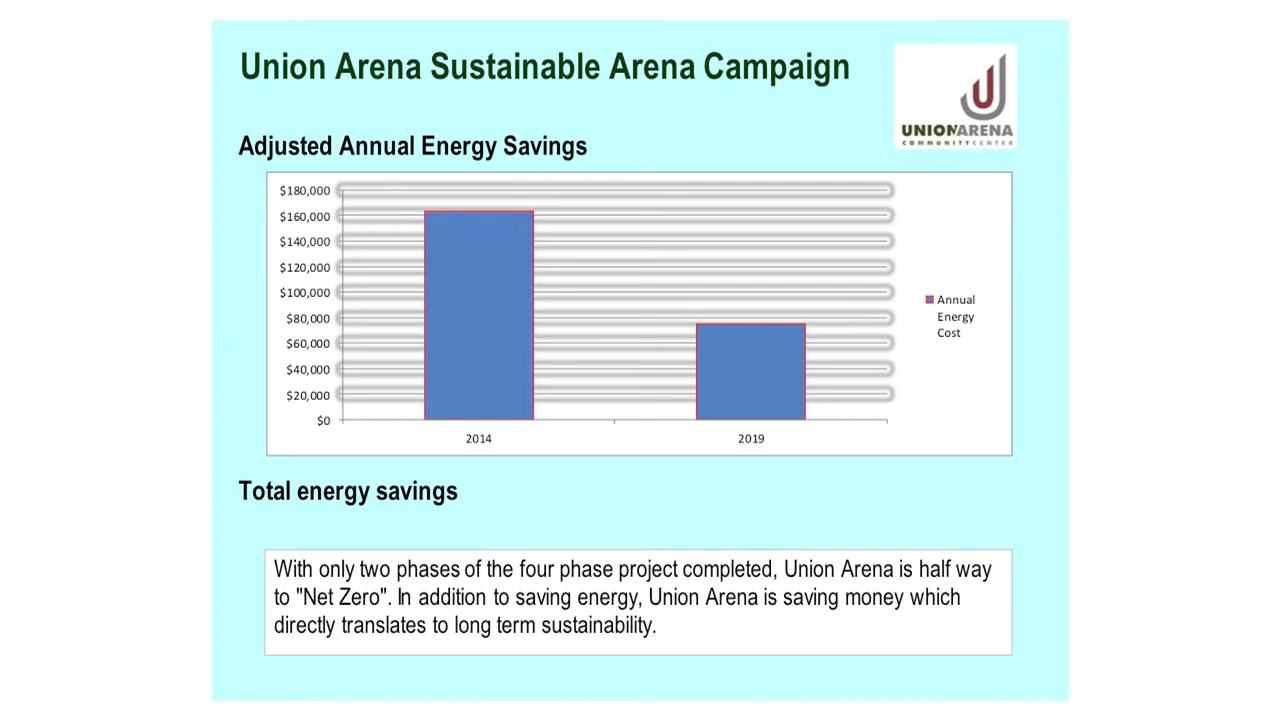 Union Arena Sustainable Arena Campaign
UNIONARENA
COMMUNITYCENTER
Adjusted Annual Energy Savings
$180,000
$160,000
$140,000
$120,000
$100,000
$80,000
$60,000
$40,000
$20,000
$0
2014
2019
Annual
Energy
Cost
Total energy savings
With only two phases of the four phase project completed, Union Arena is half way
to "Net Zero". In addition to saving energy, Union Arena is saving money which
directly translates to long term sustainability.